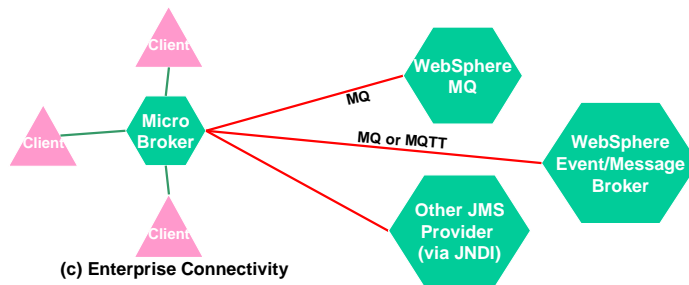 Client
WebSphere
MQ
MQ
Micro
Broker
Client
MQ or MQTT
WebSphere
Event/Message
Broker
Client
Other JMS
Provider
(via JNDI)
(c) Enterprise Connectivity